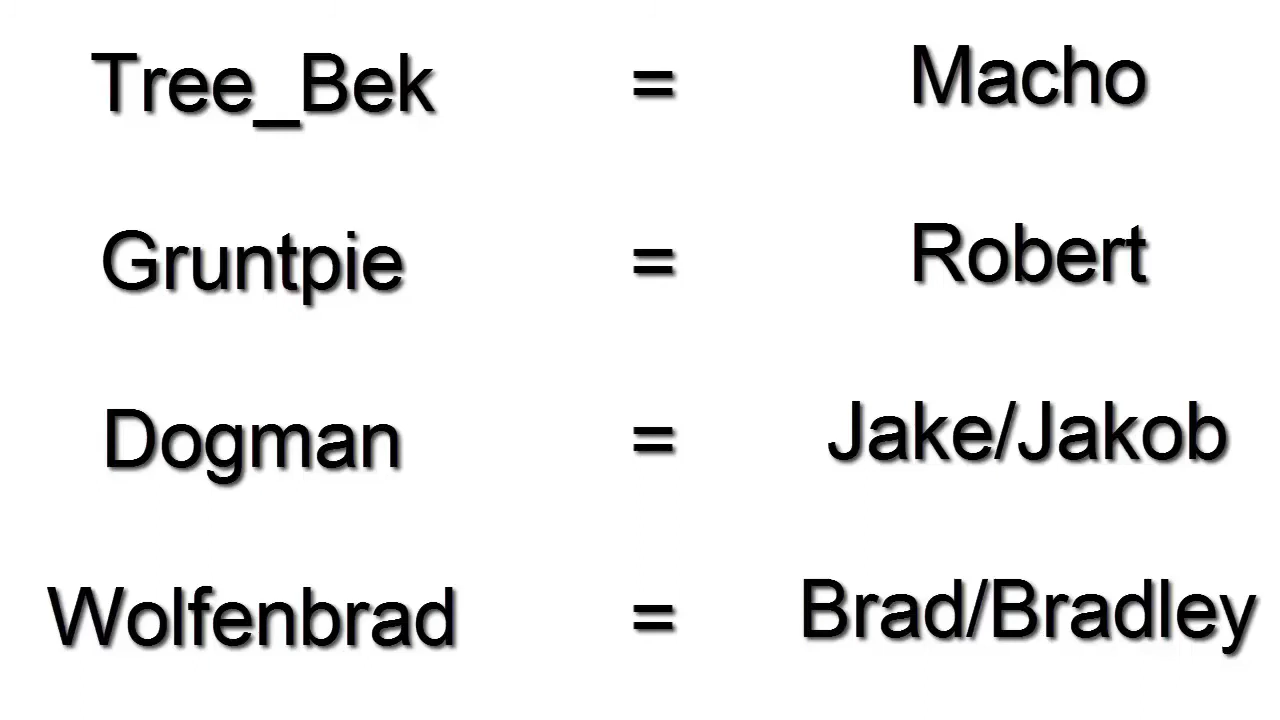 Tree_Bek = Macho
Gruntpie = Robert
Dogman = Jake/Jakob
Wolfenbrad = Brad/Bradley